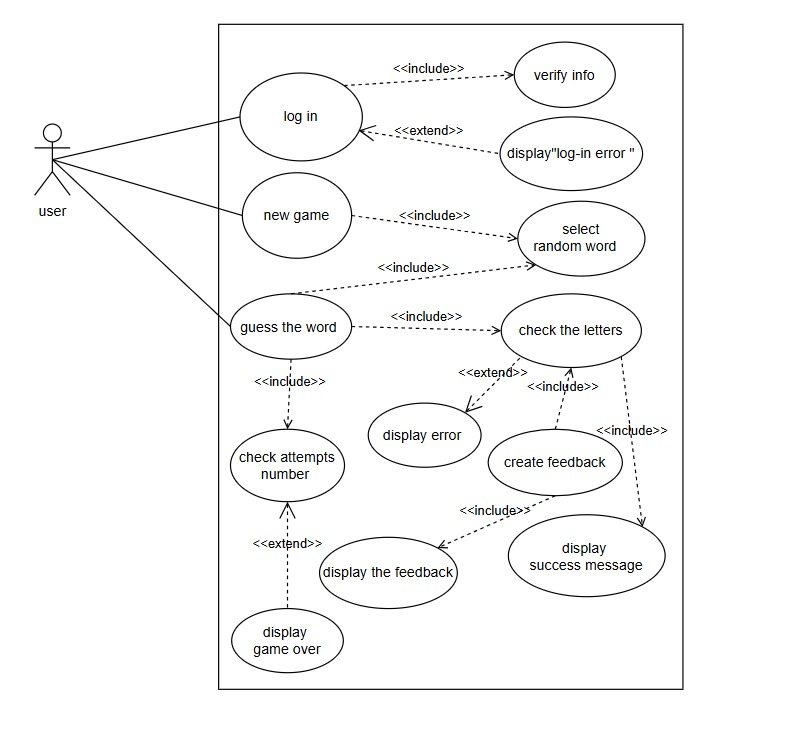 <<include>>
verify info
log in
<<extend>>
display"log-in error "
user
new game
<<include>>
select
random word
<<include>>
guess the word
<<include>>
check the letters
<<include>>
<<extend>>
<<include>>
<<include>>
display error
create feedback
check attempts
number
<<include>>
<<extend>>
display the feedback
display
success message
display
game over